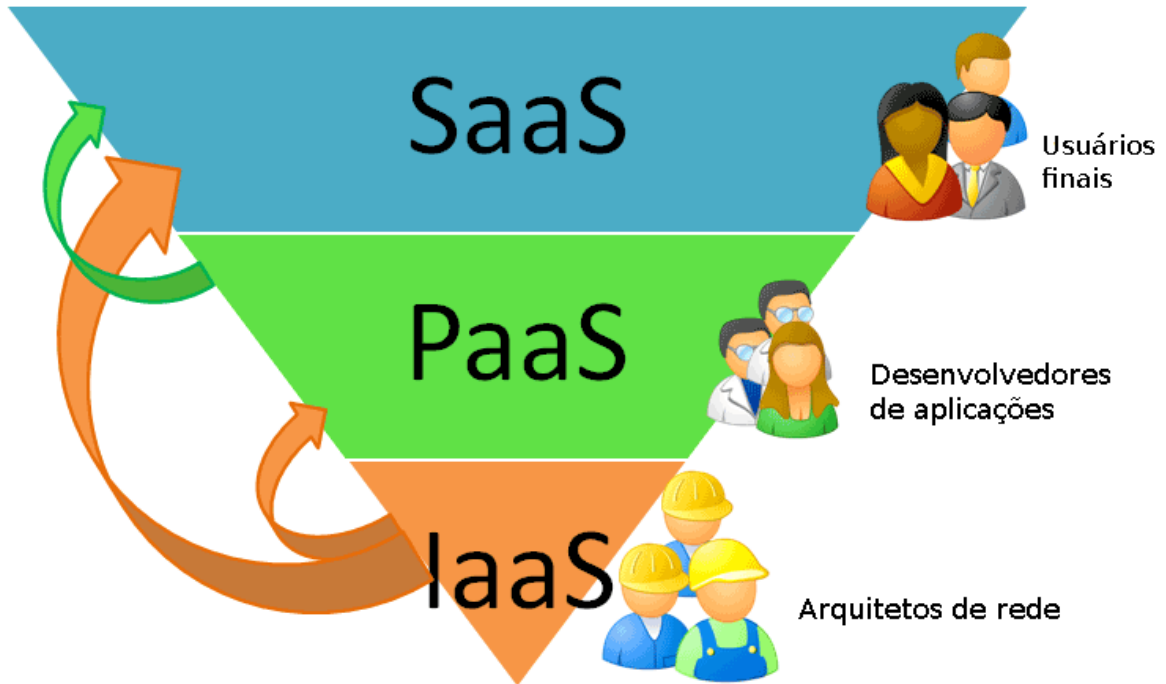 SaaS
Usuários
finais
PaaS
Desenvolvedores
de aplicações
IaaS
Arquitetos de rede